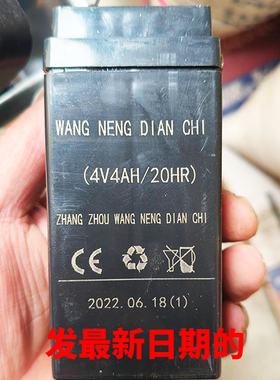 WANG NENG DIAN CHI
(4V4AH/20HR)
ZHANG ZHOU WANG NENG DIAN CHI
CE
2022.06.18(1)
发最新日期的